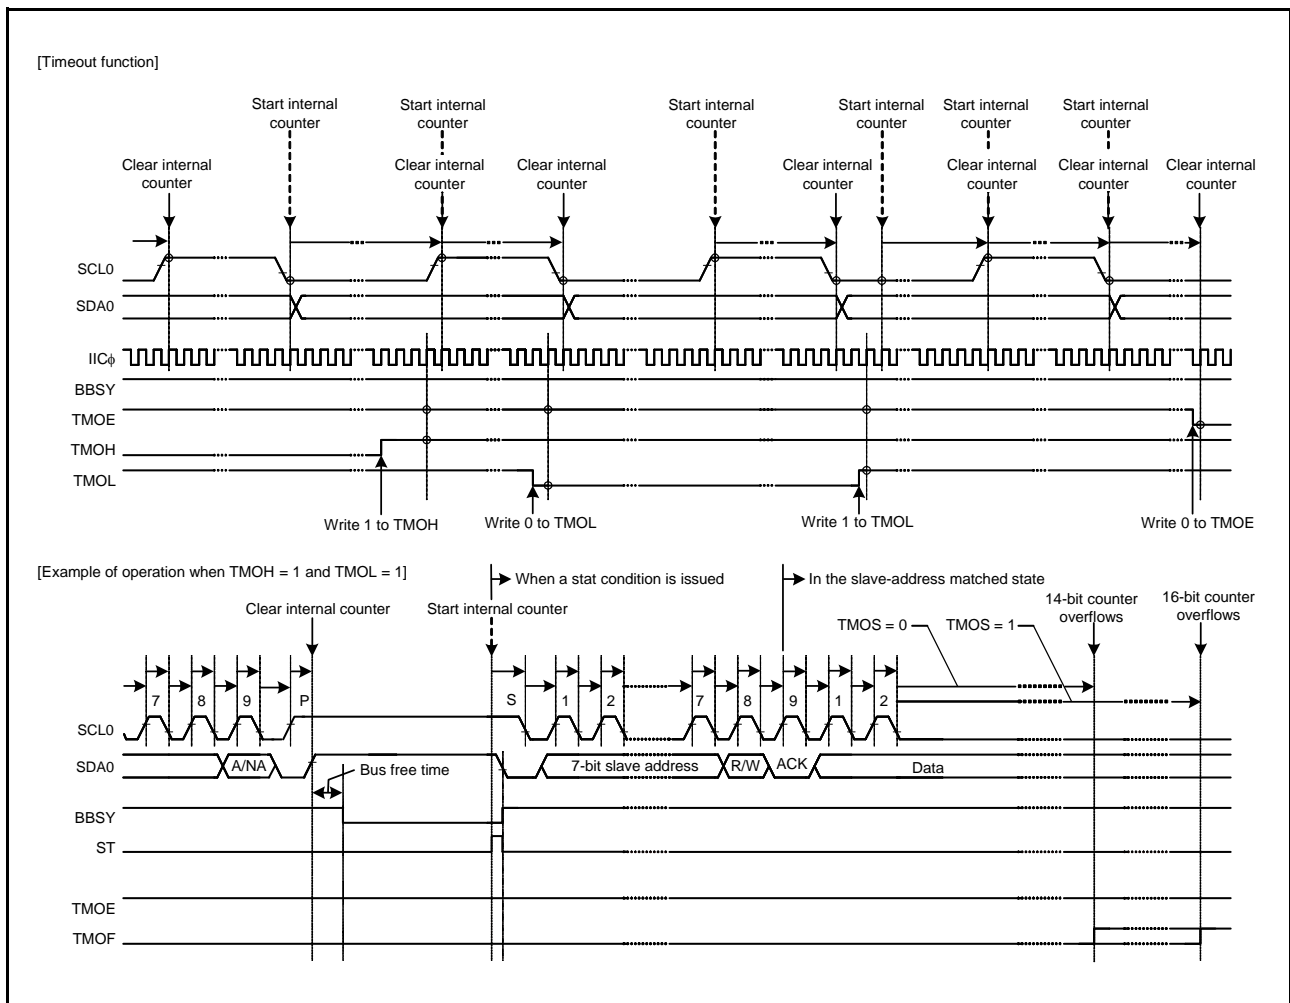 [Timeout function]
Start internal counter
Start internal counter
Start internal counter
Start internal counter
Start internal counter
Start internal counter
Clear internal counter
Clear internal counter
Clear internal counter
Clear internal counter
Clear internal counter
Clear internal counter
Clear internal counter
SCL0
SDA0
IICϕ
BBSY
TMOE
TMOH
TMOL
Write 1 to TMOH
Write 0 to TMOL
Write 1 to TMOL
Write 0 to TMOE
[Example of operation when TMOH = 1 and TMOL = 1]
When a stat condition is issued
In the slave-address matched state
Clear internal counter
Start internal counter
14-bit counter overflows
16-bit counter overflows
TMOS = 0
TMOS = 1
7 8 9 P S 1 2 7 8 9 1 2
SCL0
SDA0
A/NA
Bus free time
7-bit slave address
R/W
ACK
Data
BBSY
ST
TMOE
TMOF